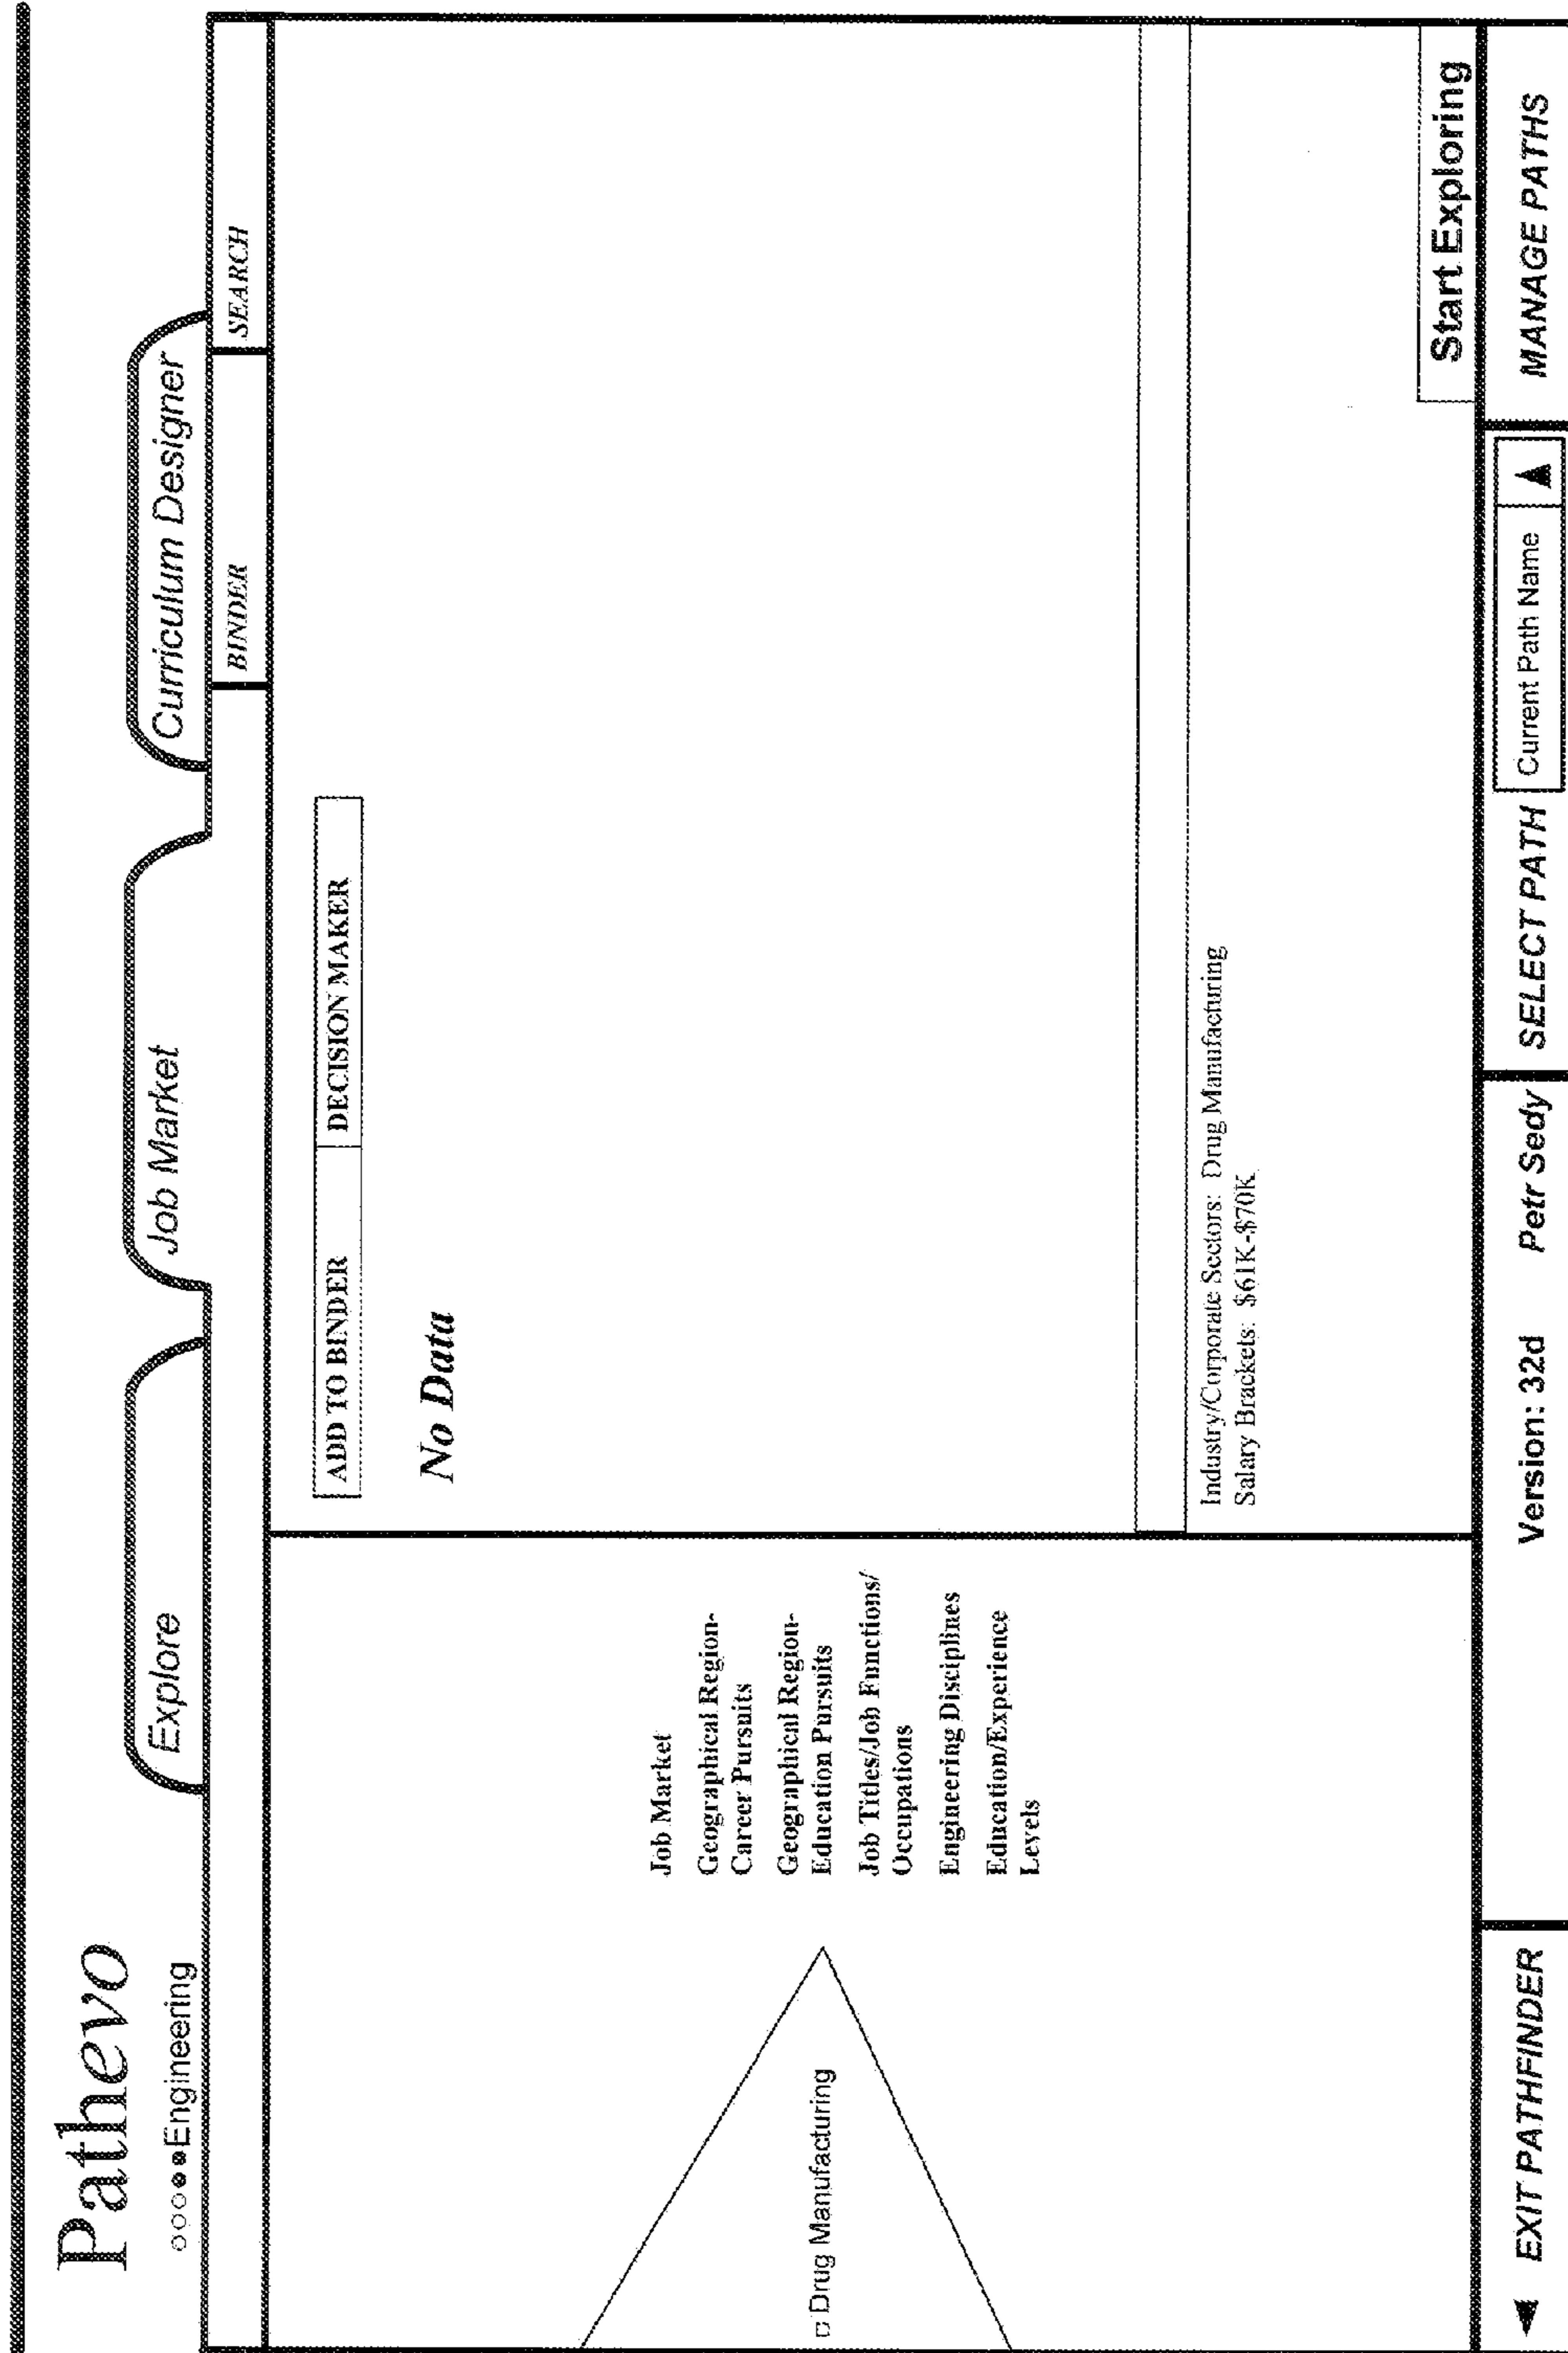 Pathevo
Engineering
Explore
Job Market
Curriculum Designer
BINDER
SEARCH
Drug Manufacturing
Job Market
Geographical Region-
Career Pursuits
Geographical Region-
Education Pursuits
Job Titles/Job Functions/
Occupations
Engineering Disciplines
Education/Experience
Levels
ADD TO BINDER
DECISION MAKER
No Data
Industry/Corporate Sectors: Drug Manufacturing
Salary Brackets: $61K-$70K
Start Exploring
EXIT PATHFINDER
Version: 32d
Petr Sedy
SELECT PATH
Current Path Name
MANAGE PATHS